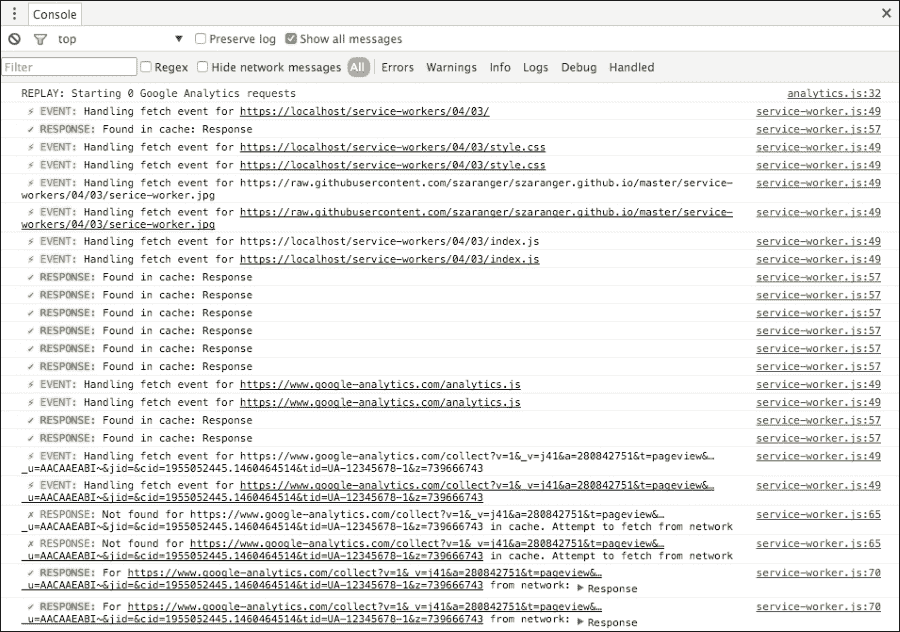 Console
top Preserve log Show all messages
Filter Regex Hide network messages All Errors Warnings Info Logs Debug Handled
REPLAY: Starting 0 Google Analytics requests analytics.js:32
⚡ EVENT: Handling fetch event for https://localhost/service-workers/04/03/ service-worker.js:49
✔ RESPONSE: Found in cache: Response service-worker.js:57
⚡ EVENT: Handling fetch event for https://localhost/service-workers/04/03/style.css service-worker.js:49
⚡ EVENT: Handling fetch event for https://localhost/service-workers/04/03/style.css service-worker.js:49
⚡ EVENT: Handling fetch event for https://raw.githubusercontent.com/szaranger/szaranger.github.io/master/service- service-worker.js:49
workers/04/03/serice-worker.jpg
⚡ EVENT: Handling fetch event for https://raw.githubusercontent.com/szaranger/szaranger.github.io/master/service- service-worker.js:49
workers/04/03/serice-worker.jpg
⚡ EVENT: Handling fetch event for https://localhost/service-workers/04/03/index.js service-worker.js:49
⚡ EVENT: Handling fetch event for https://localhost/service-workers/04/03/index.js service-worker.js:49
✔ RESPONSE: Found in cache: Response service-worker.js:57
✔ RESPONSE: Found in cache: Response service-worker.js:57
✔ RESPONSE: Found in cache: Response service-worker.js:57
✔ RESPONSE: Found in cache: Response service-worker.js:57
✔ RESPONSE: Found in cache: Response service-worker.js:57
✔ RESPONSE: Found in cache: Response service-worker.js:57
⚡ EVENT: Handling fetch event for https://www.google-analytics.com/analytics.js service-worker.js:49
⚡ EVENT: Handling fetch event for https://www.google-analytics.com/analytics.js service-worker.js:49
✔ RESPONSE: Found in cache: Response service-worker.js:57
✔ RESPONSE: Found in cache: Response service-worker.js:57
⚡ EVENT: Handling fetch event for https://www.google-analytics.com/collect?v=1&_v=j41&a=280842751&t=pageview&… service-worker.js:49
_u=AACAAEABI~&jid=&cid=1955052445.1460464514&tid=UA-12345678-1&z=739666743
⚡ EVENT: Handling fetch event for https://www.google-analytics.com/collect?v=1&_v=j41&a=280842751&t=pageview&… service-worker.js:49
_u=AACAAEABI~&jid=&cid=1955052445.1460464514&tid=UA-12345678-1&z=739666743
✗ RESPONSE: Not found for https://www.google-analytics.com/collect?v=1&_v=j41&a=280842751&t=pageview&… service-worker.js:65
_u=AACAAEABI~&jid=&cid=1955052445.1460464514&tid=UA-12345678-1&z=739666743 in cache. Attempt to fetch from network
✗ RESPONSE: Not found for https://www.google-analytics.com/collect?v=1&_v=j41&a=280842751&t=pageview&… service-worker.js:65
_u=AACAAEABI~&jid=&cid=1955052445.1460464514&tid=UA-12345678-1&z=739666743 in cache. Attempt to fetch from network
✔ RESPONSE: For https://www.google-analytics.com/collect?v=1&_v=j41&a=280842751&t=pageview&… service-worker.js:70
_u=AACAAEABI~&jid=&cid=1955052445.1460464514&tid=UA-12345678-1&z=739666743 from network: ▶ Response
✔ RESPONSE: For https://www.google-analytics.com/collect?v=1&_v=j41&a=280842751&t=pageview&… service-worker.js:70
_u=AACAAEABI~&jid=&cid=1955052445.1460464514&tid=UA-12345678-1&z=739666743 from network: ▶ Response